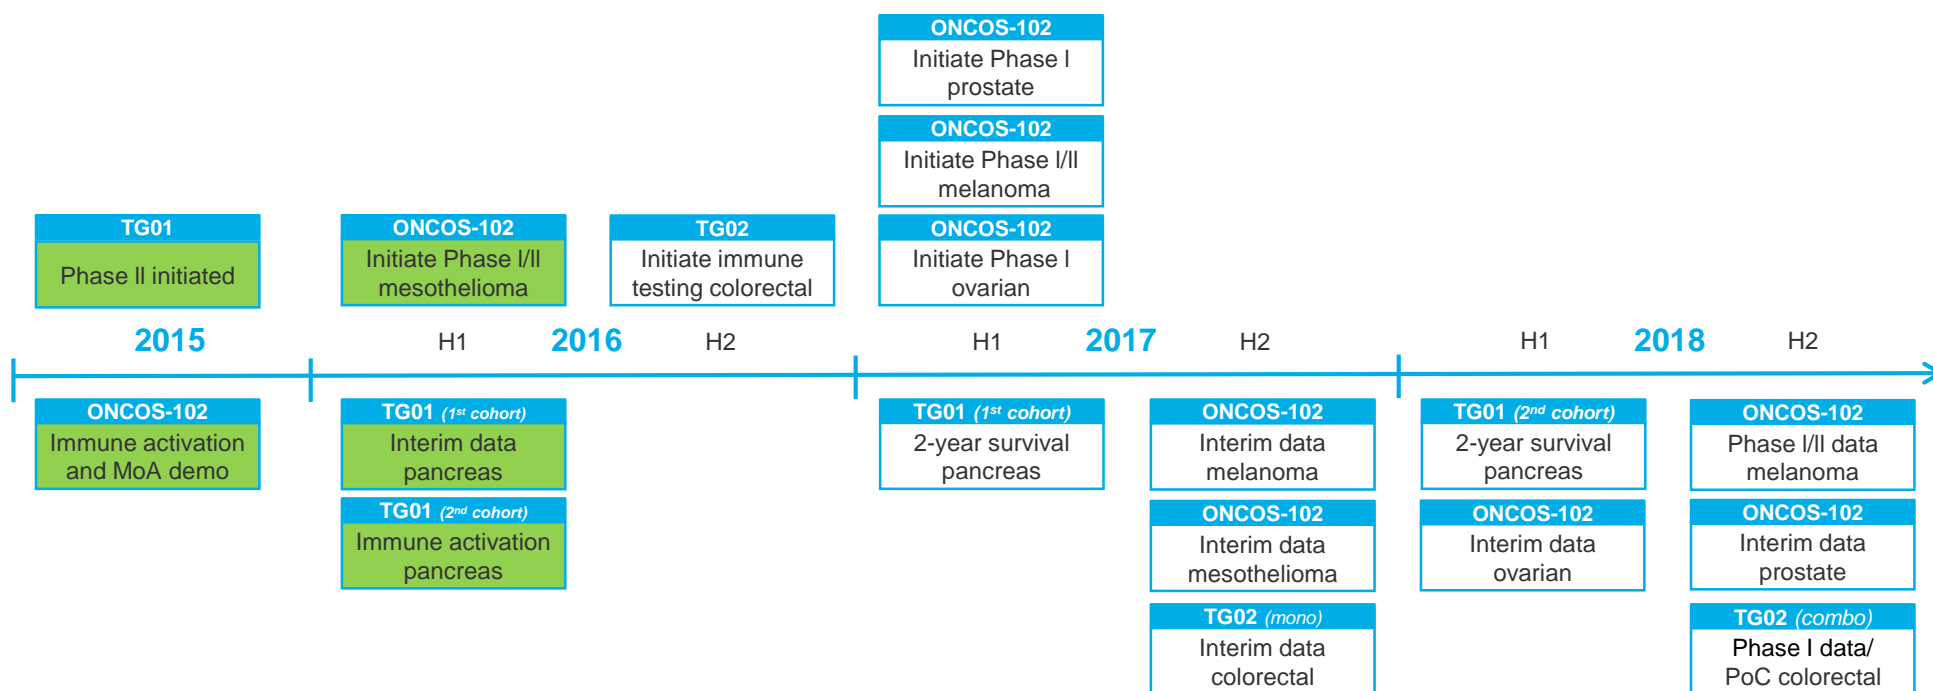 ONCOS-102
Initiate Phase I
prostate
ONCOS-102
Initiate Phase I/II
melanoma
TG01
Phase II initiated
ONCOS-102
Initiate Phase I/II
mesothelioma
TG02
Initiate immune
testing colorectal
ONCOS-102
Initiate Phase I
ovarian
2015
H1 2016 H2
H1 2017 H2
H1 2018 H2
ONCOS-102
Immune activation
and MoA demo
TG01 (1st cohort)
Interim data
pancreas
TG01 (2nd cohort)
Immune activation
pancreas
TG01 (1st cohort)
2-year survival
pancreas
ONCOS-102
Interim data
melanoma
ONCOS-102
Interim data
mesothelioma
TG02 (mono)
Interim data
colorectal
TG01 (2nd cohort)
2-year survival
pancreas
ONCOS-102
Interim data
ovarian
ONCOS-102
Phase I/II data
melanoma
ONCOS-102
Interim data
prostate
TG02 (combo)
Phase I data/
PoC colorectal